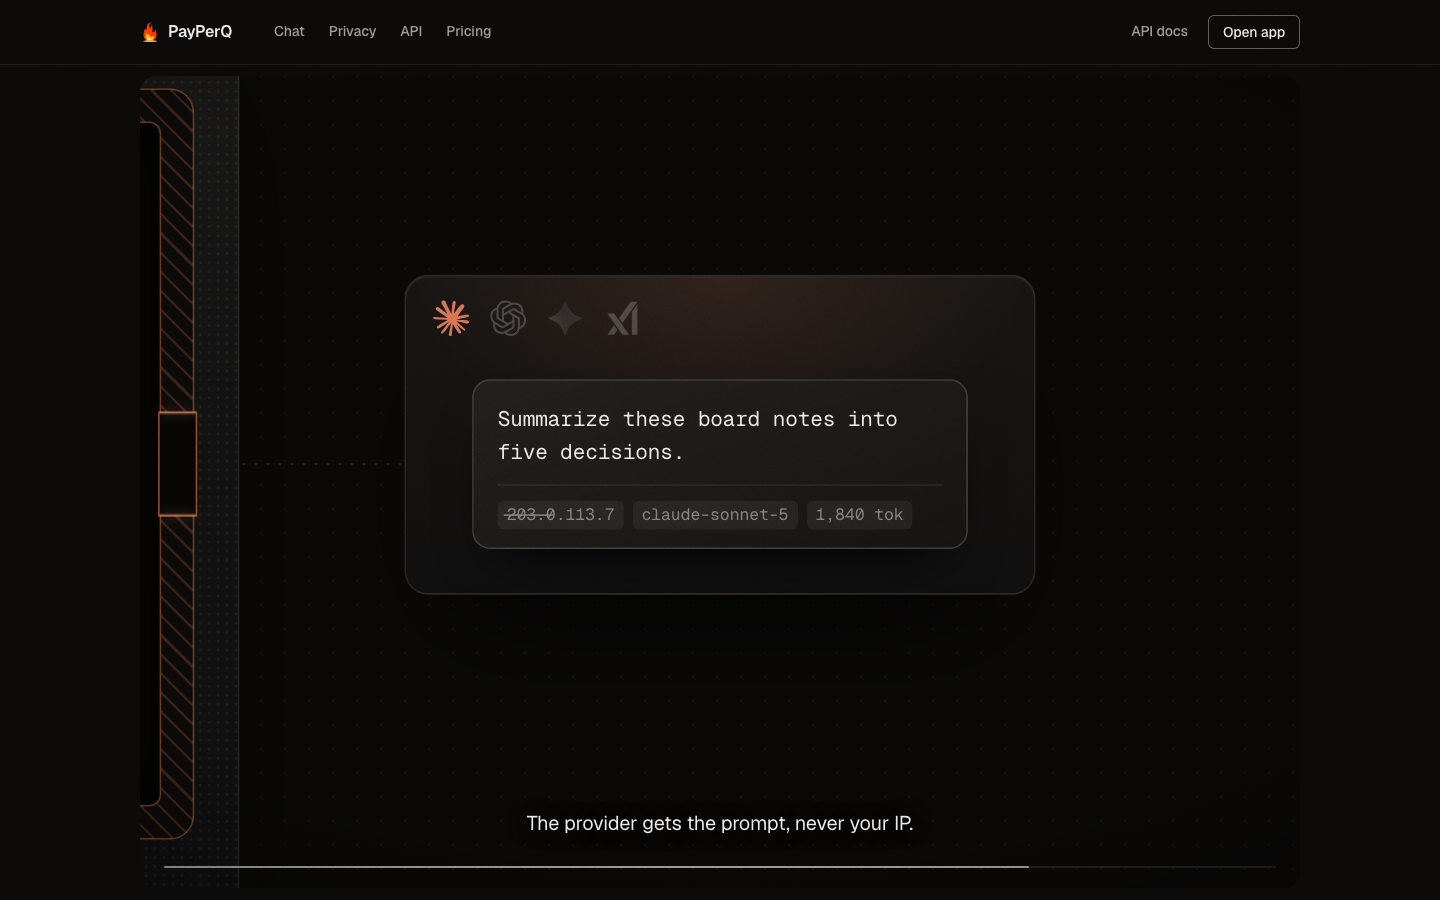 PayPerQ
Chat
Privacy
API
Pricing
API docs
Open app
Summarize these board notes into
five decisions.
203.0.113.7
claude-sonnet-5
1,840 tok
The provider gets the prompt, never your IP.